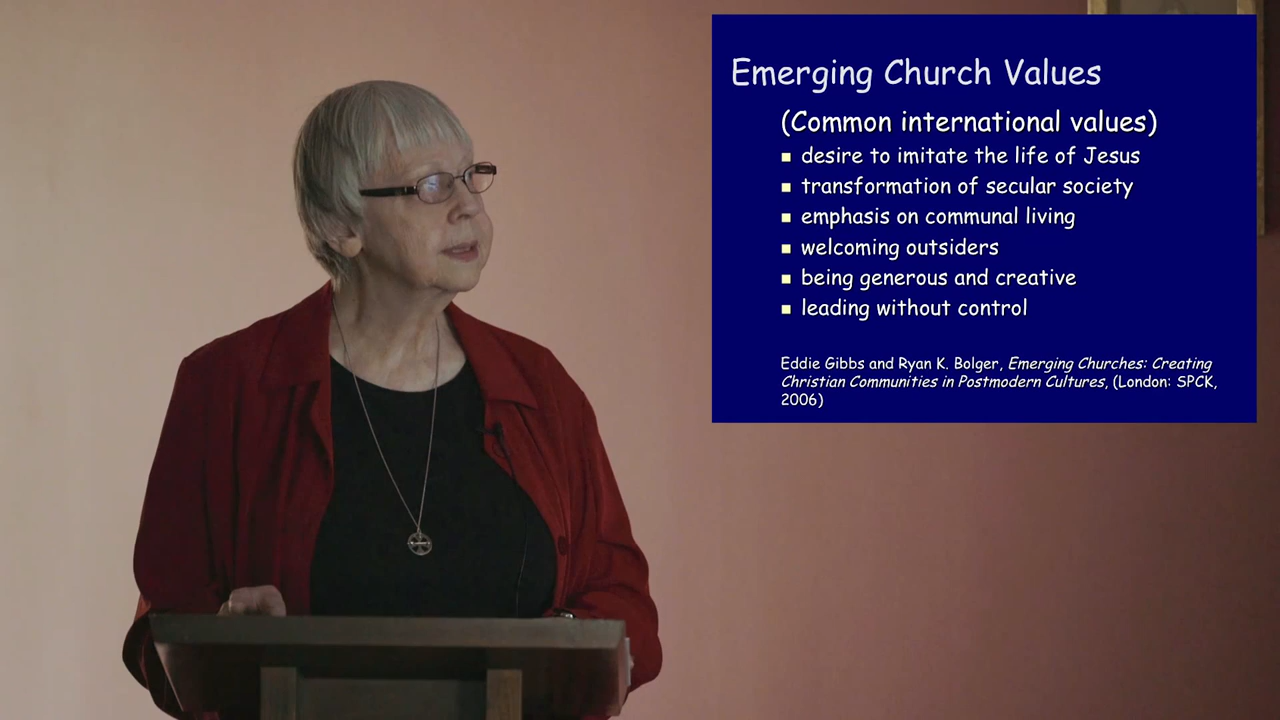 Emerging Church Values
(Common international values)
desire to imitate the life of Jesus
transformation of secular society
emphasis on communal living
welcoming outsiders
being generous and creative
leading without control
Eddie Gibbs and Ryan K. Bolger, Emerging Churches: Creating
Christian Communities in Postmodern Cultures, (London: SPCK,
2006)